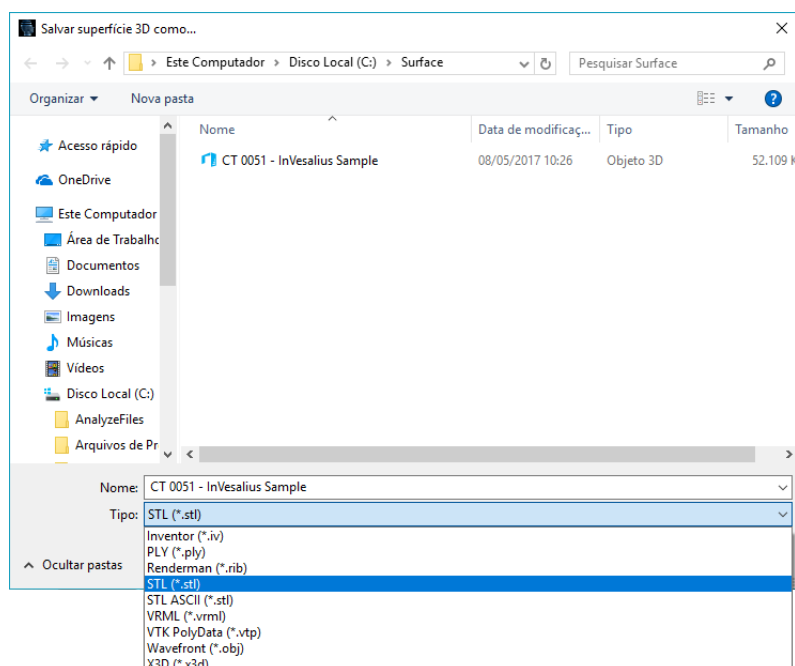 Salvar superfície 3D como...
Este Computador > Disco Local (C:) > Surface
Pesquisar Surface
Organizar
Nova pasta
Nome
Data de modificaç...
Tipo
Tamanho
Acesso rápido
CT 0051 - InVesalius Sample
08/05/2017 10:26
Objeto 3D
52.109 K
OneDrive
Este Computador
Área de Trabalho
Documentos
Downloads
Imagens
Músicas
Vídeos
Disco Local (C:)
AnalyzeFiles
Arquivos de Pr
Nome: CT 0051 - InVesalius Sample
Tipo: STL (*.stl)
Inventor (*.iv)
PLY (*.ply)
Renderman (*.rib)
Ocultar pastas
STL (*.stl)
STL ASCII (*.stl)
VRML (*.vrml)
VTK PolyData (*.vtp)
Wavefront (*.obj)
X3D (*.x3d)